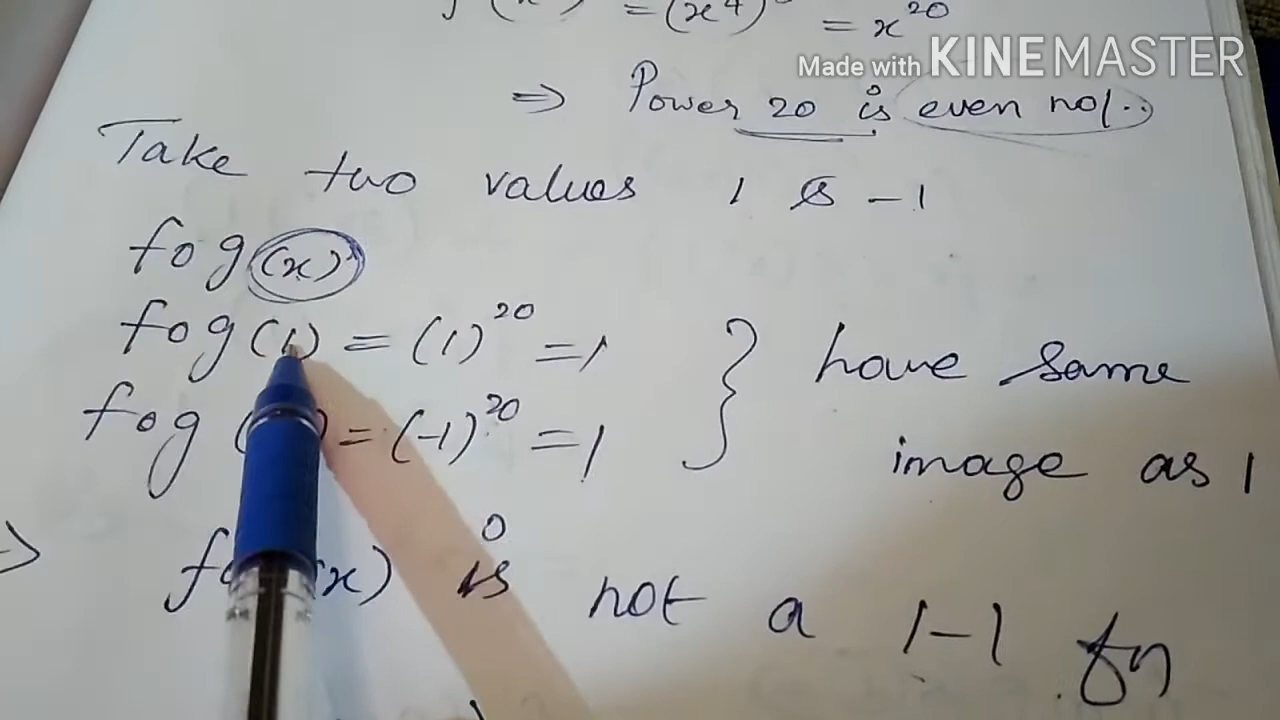 = (x⁴) = x²⁰
Made with KINEMASTER
⇒ Power 20 is even no/..
Take two values 1 & -1
fog(x)
fog(1) = (1)²⁰ = 1
fog ( ) = (-1)²⁰ = 1 } have same
image as 1
⇒ f (x) is not a 1-1 fn